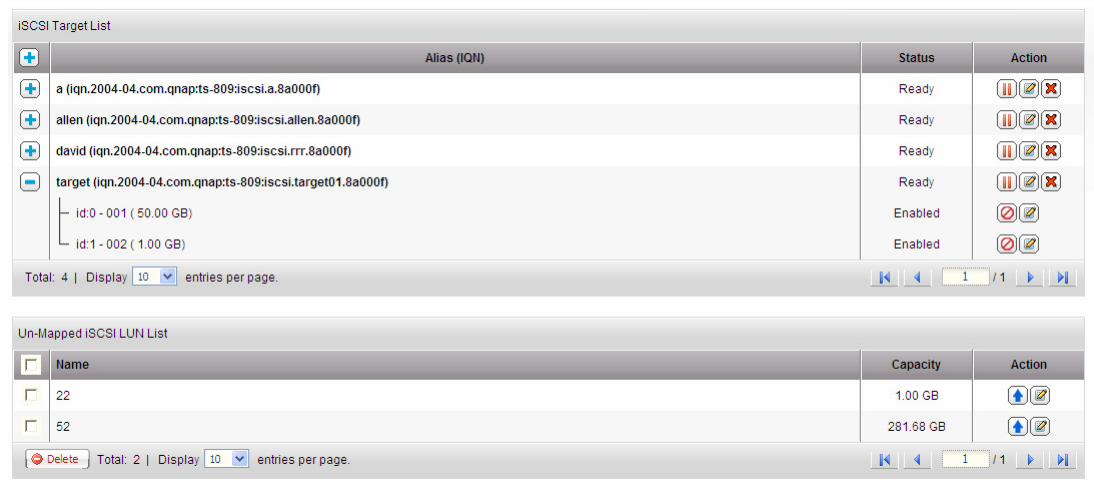 iSCSI Target List
Alias (IQN) Status Action
a (iqn.2004-04.com.qnap:ts-809:iscsi.a.8a000f) Ready
allen (iqn.2004-04.com.qnap:ts-809:iscsi.allen.8a000f) Ready
david (iqn.2004-04.com.qnap:ts-809:iscsi.rrr.8a000f) Ready
target (iqn.2004-04.com.qnap:ts-809:iscsi.target01.8a000f) Ready
id:0 - 001 ( 50.00 GB) Enabled
id:1 - 002 ( 1.00 GB) Enabled
Total: 4 | Display 10 entries per page. 1 / 1
Un-Mapped iSCSI LUN List
Name Capacity Action
22 1.00 GB
52 281.68 GB
Delete Total: 2 | Display 10 entries per page. 1 / 1